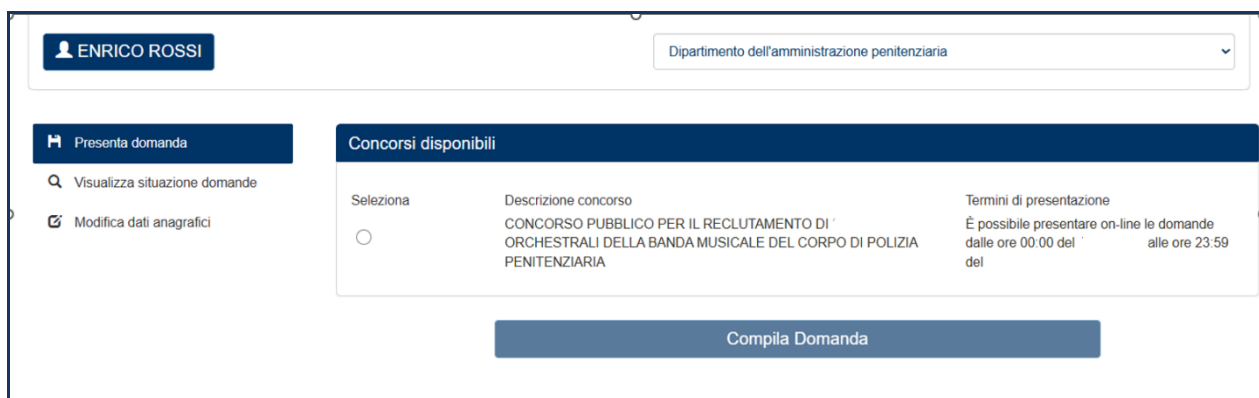 ENRICO ROSSI
Dipartimento dell'amministrazione penitenziaria
Presenta domanda
Visualizza situazione domande
Modifica dati anagrafici
Concorsi disponibili
Seleziona
Descrizione concorso
CONCORSO PUBBLICO PER IL RECLUTAMENTO DI
ORCHESTRALI DELLA BANDA MUSICALE DEL CORPO DI POLIZIA
PENITENZIARIA
Termini di presentazione
È possibile presentare on-line le domande
dalle ore 00:00 del alle ore 23:59
del
Compila Domanda